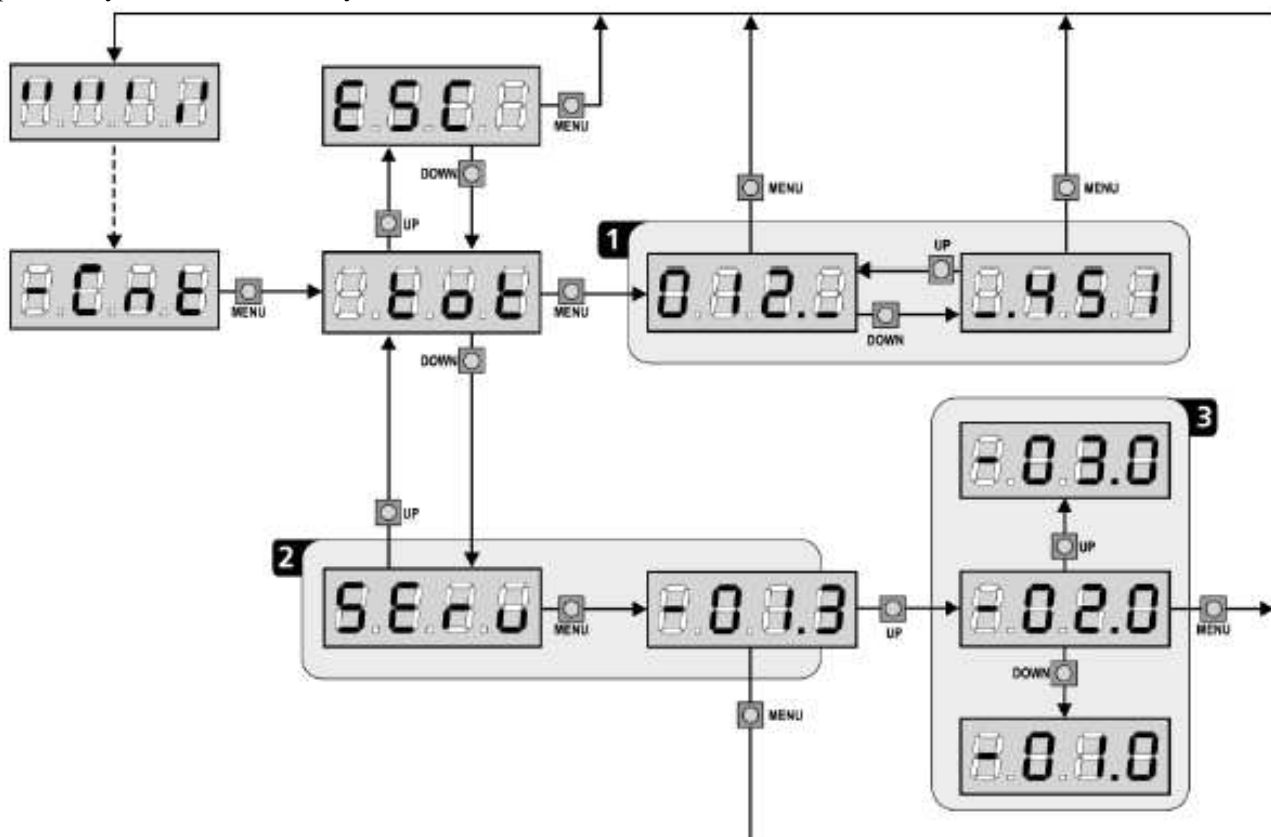 ESC
MENU
DOWN
UP
MENU
MENU
1
-Cnt
MENU
tot
MENU
012._
UP
DOWN
_.451
DOWN
UP
2
SErv
MENU
-01.3
UP
MENU
3
-03.0
UP
-02.0
MENU
DOWN
-01.0